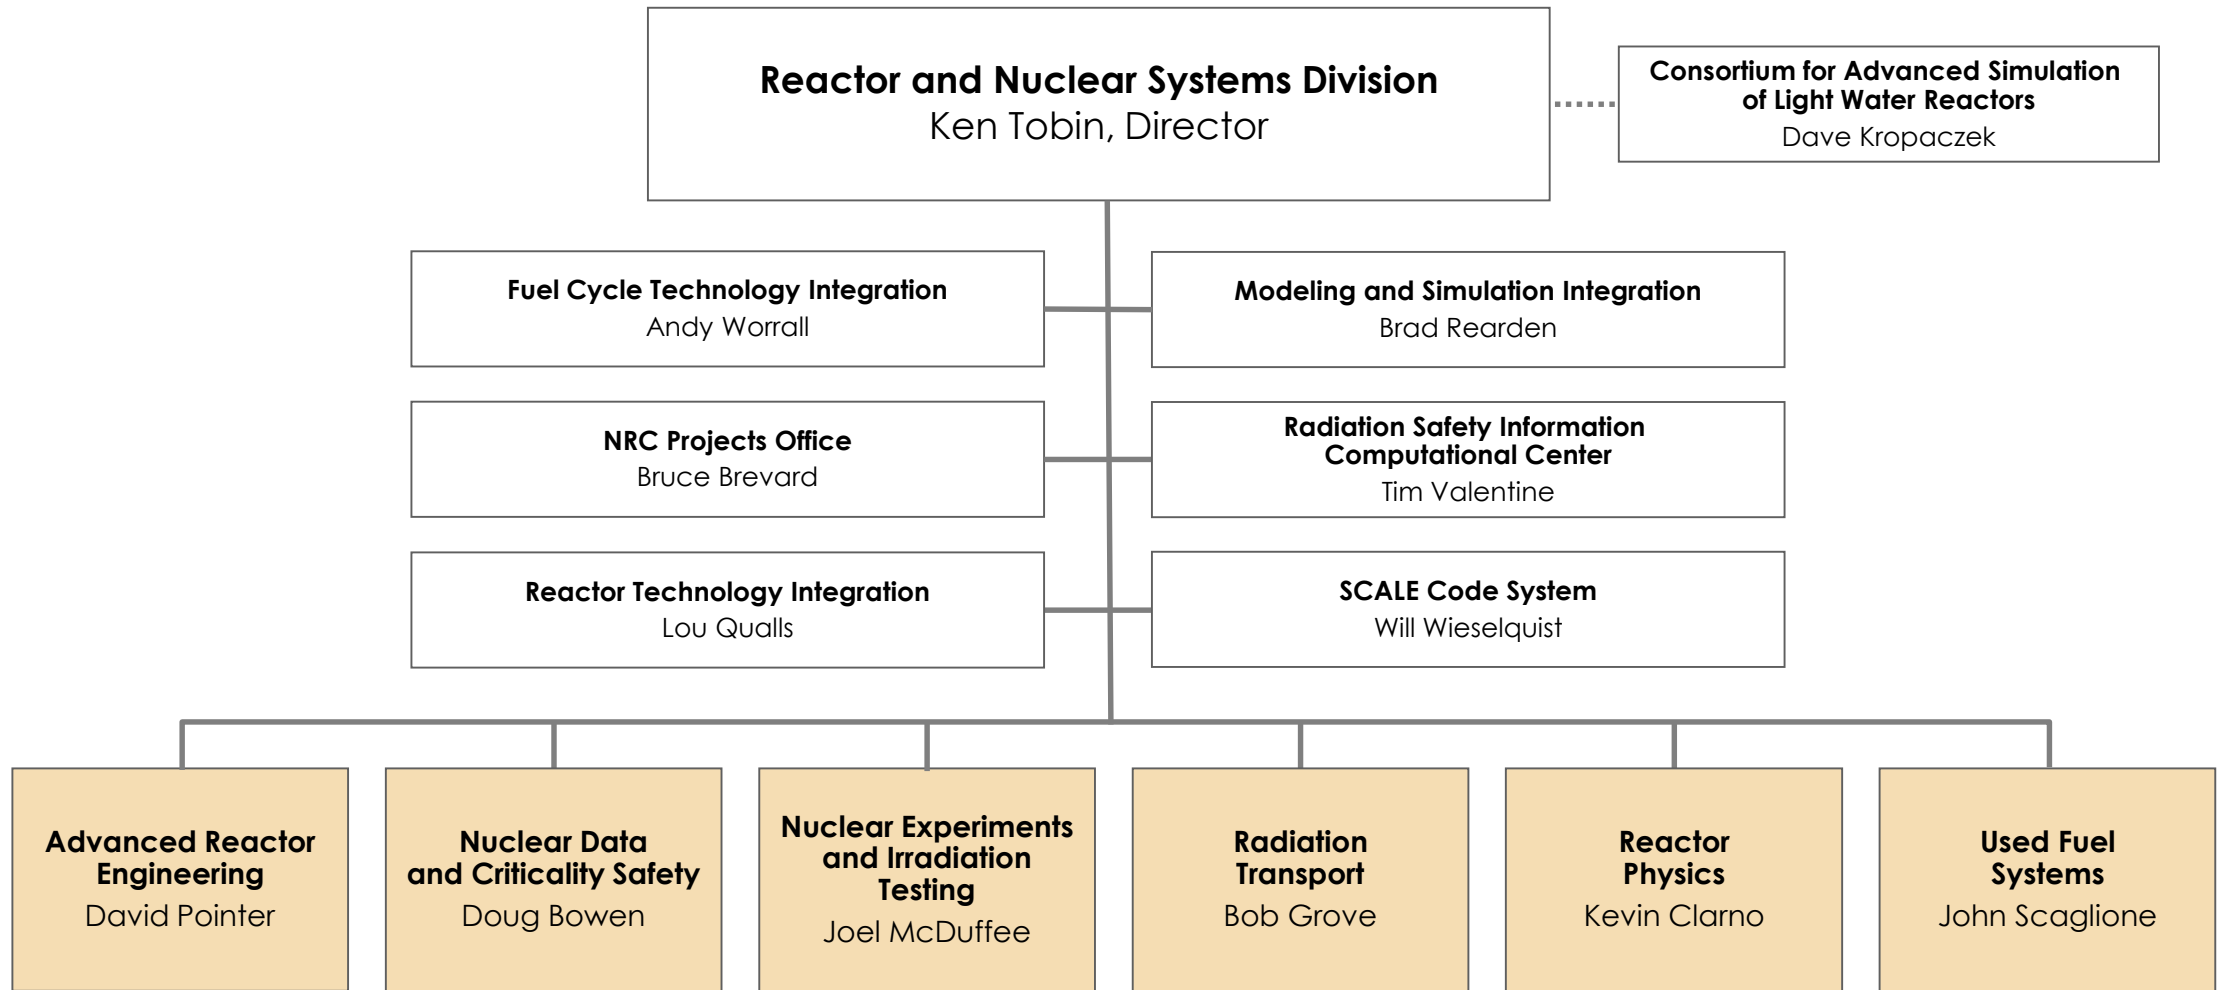 Reactor and Nuclear Systems Division
Ken Tobin, Director
Consortium for Advanced Simulation
of Light Water Reactors
Dave Kropaczek
Fuel Cycle Technology Integration
Andy Worrall
Modeling and Simulation Integration
Brad Rearden
NRC Projects Office
Bruce Brevard
Radiation Safety Information
Computational Center
Tim Valentine
Reactor Technology Integration
Lou Qualls
SCALE Code System
Will Wieselquist
Advanced Reactor
Engineering
David Pointer
Nuclear Data
and Criticality Safety
Doug Bowen
Nuclear Experiments
and Irradiation
Testing
Joel McDuffee
Radiation
Transport
Bob Grove
Reactor
Physics
Kevin Clarno
Used Fuel
Systems
John Scaglione